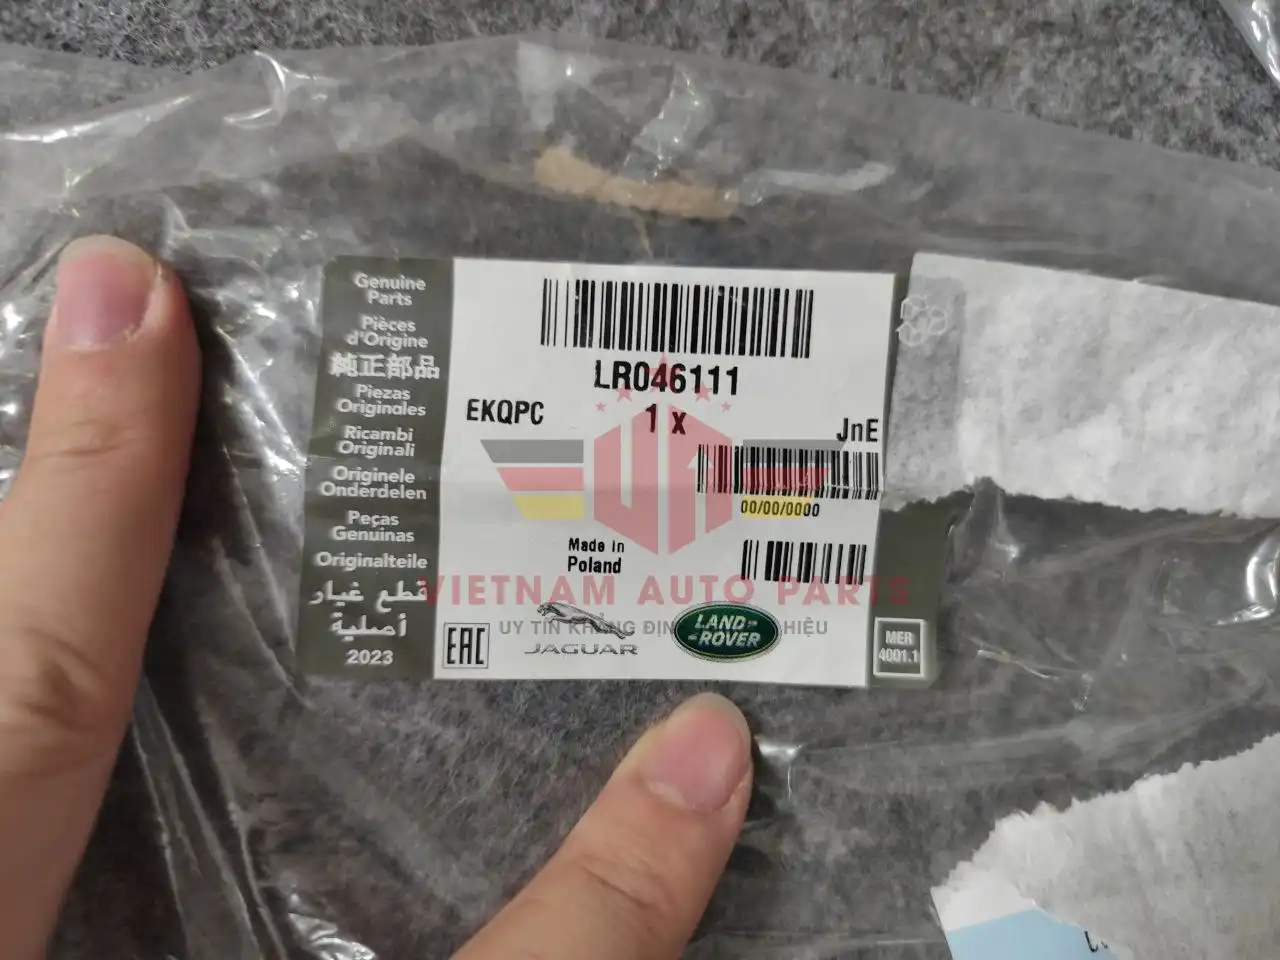 Genuine
Parts
Pièces
d'Origine
純正部品
Piezas
Originales
Ricambi
Originali
Originele
Onderdelen
Peças
Genuinas
Originalteile
قطع غيار
أصلية
2023
LR046111
EKQPC
1 x
JnE
00/00/0000
Made in
Poland
VIETNAM AUTO PARTS
UY TÍN KHẲNG ĐỊNH HIỆU
EAC
JAGUAR
LAND
ROVER
MER
4001.1